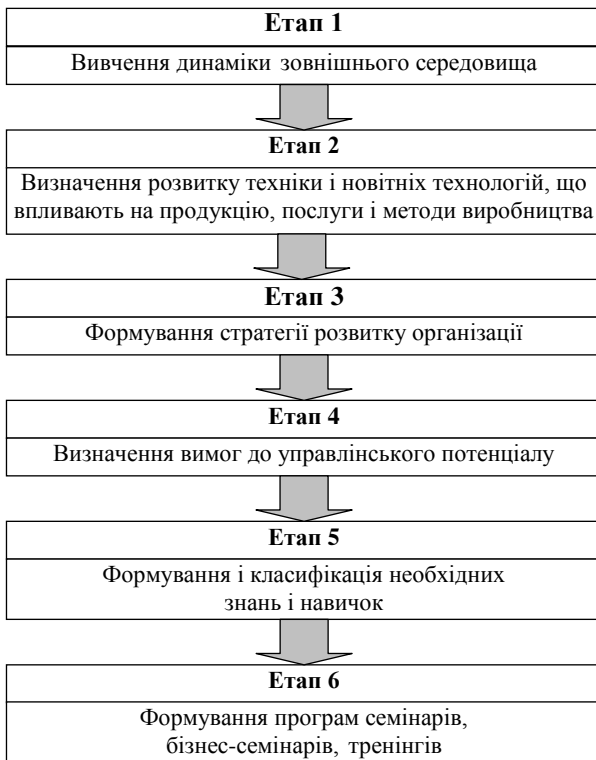 Етап 1
Вивчення динаміки зовнішнього середовища
Етап 2
Визначення розвитку техніки і новітніх технологій, що
впливають на продукцію, послуги і методи виробництва
Етап 3
Формування стратегії розвитку організації
Етап 4
Визначення вимог до управлінського потенціалу
Етап 5
Формування і класифікація необхідних
знань і навичок
Етап 6
Формування програм семінарів,
бізнес-семінарів, тренінгів